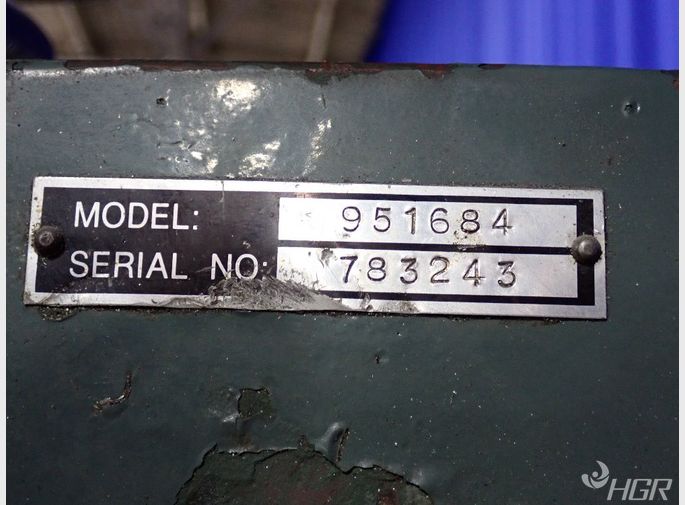 MODEL: 951684
SERIAL NO: 783243
HGR